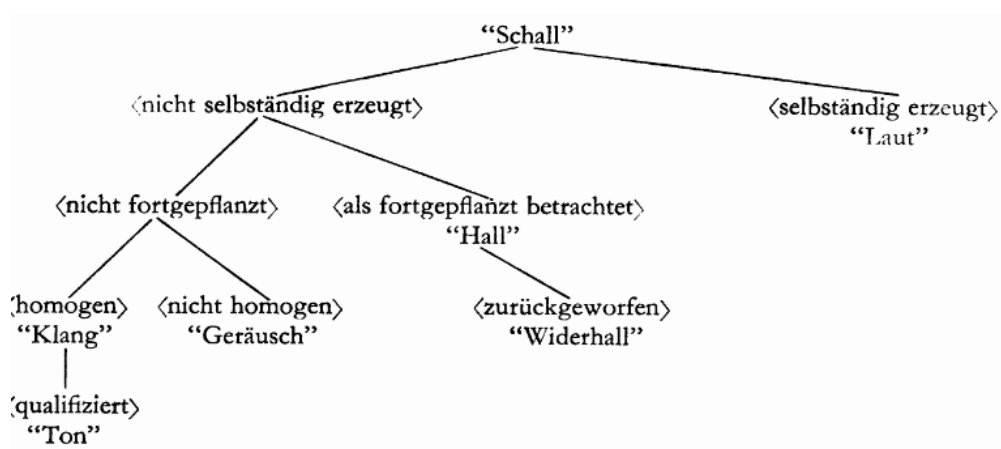 “Schall”
⟨nicht selbständig erzeugt⟩ ⟨selbständig erzeugt⟩
“Laut”
⟨nicht fortgepflanzt⟩ ⟨als fortgepflanzt betrachtet⟩
“Hall”
⟨homogen⟩ ⟨nicht homogen⟩ ⟨zurückgeworfen⟩
“Klang” “Geräusch” “Widerhall”
⟨qualifiziert⟩
“Ton”